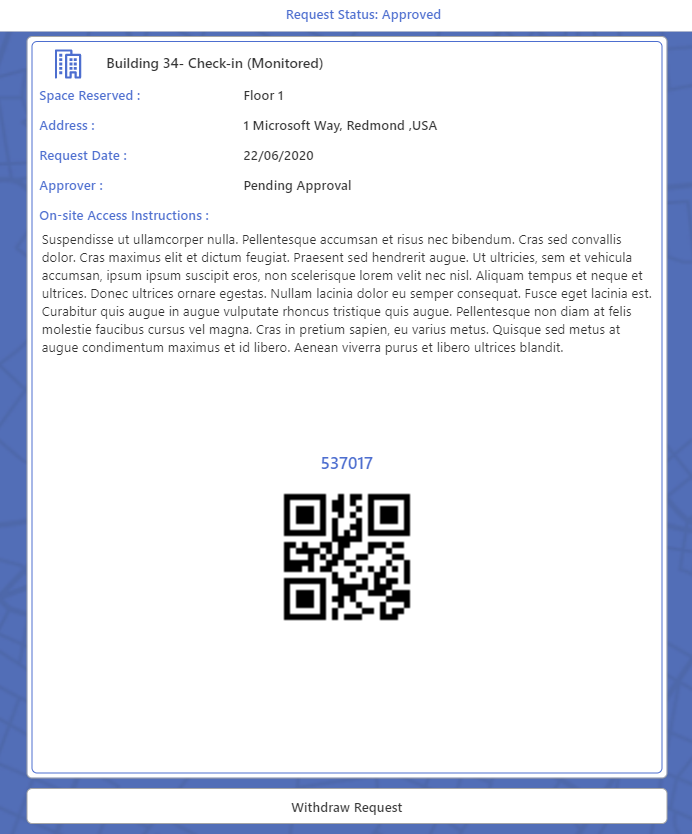 Request Status: Approved
Building 34- Check-in (Monitored)
Space Reserved : Floor 1
Address : 1 Microsoft Way, Redmond ,USA
Request Date : 22/06/2020
Approver : Pending Approval
On-site Access Instructions :
Suspendisse ut ullamcorper nulla. Pellentesque accumsan et risus nec bibendum. Cras sed convallis
dolor. Cras maximus elit et dictum feugiat. Praesent sed hendrerit augue. Ut ultricies, sem et vehicula
accumsan, ipsum ipsum suscipit eros, non scelerisque lorem velit nec nisl. Aliquam tempus et neque et
ultrices. Donec ultrices ornare egestas. Nullam lacinia dolor eu semper consequat. Fusce eget lacinia est.
Curabitur quis augue in augue vulputate rhoncus tristique quis augue. Pellentesque non diam at felis
molestie faucibus cursus vel magna. Cras in pretium sapien, eu varius metus. Quisque sed metus at
augue condimentum maximus et id libero. Aenean viverra purus et libero ultrices blandit.
537017
Withdraw Request